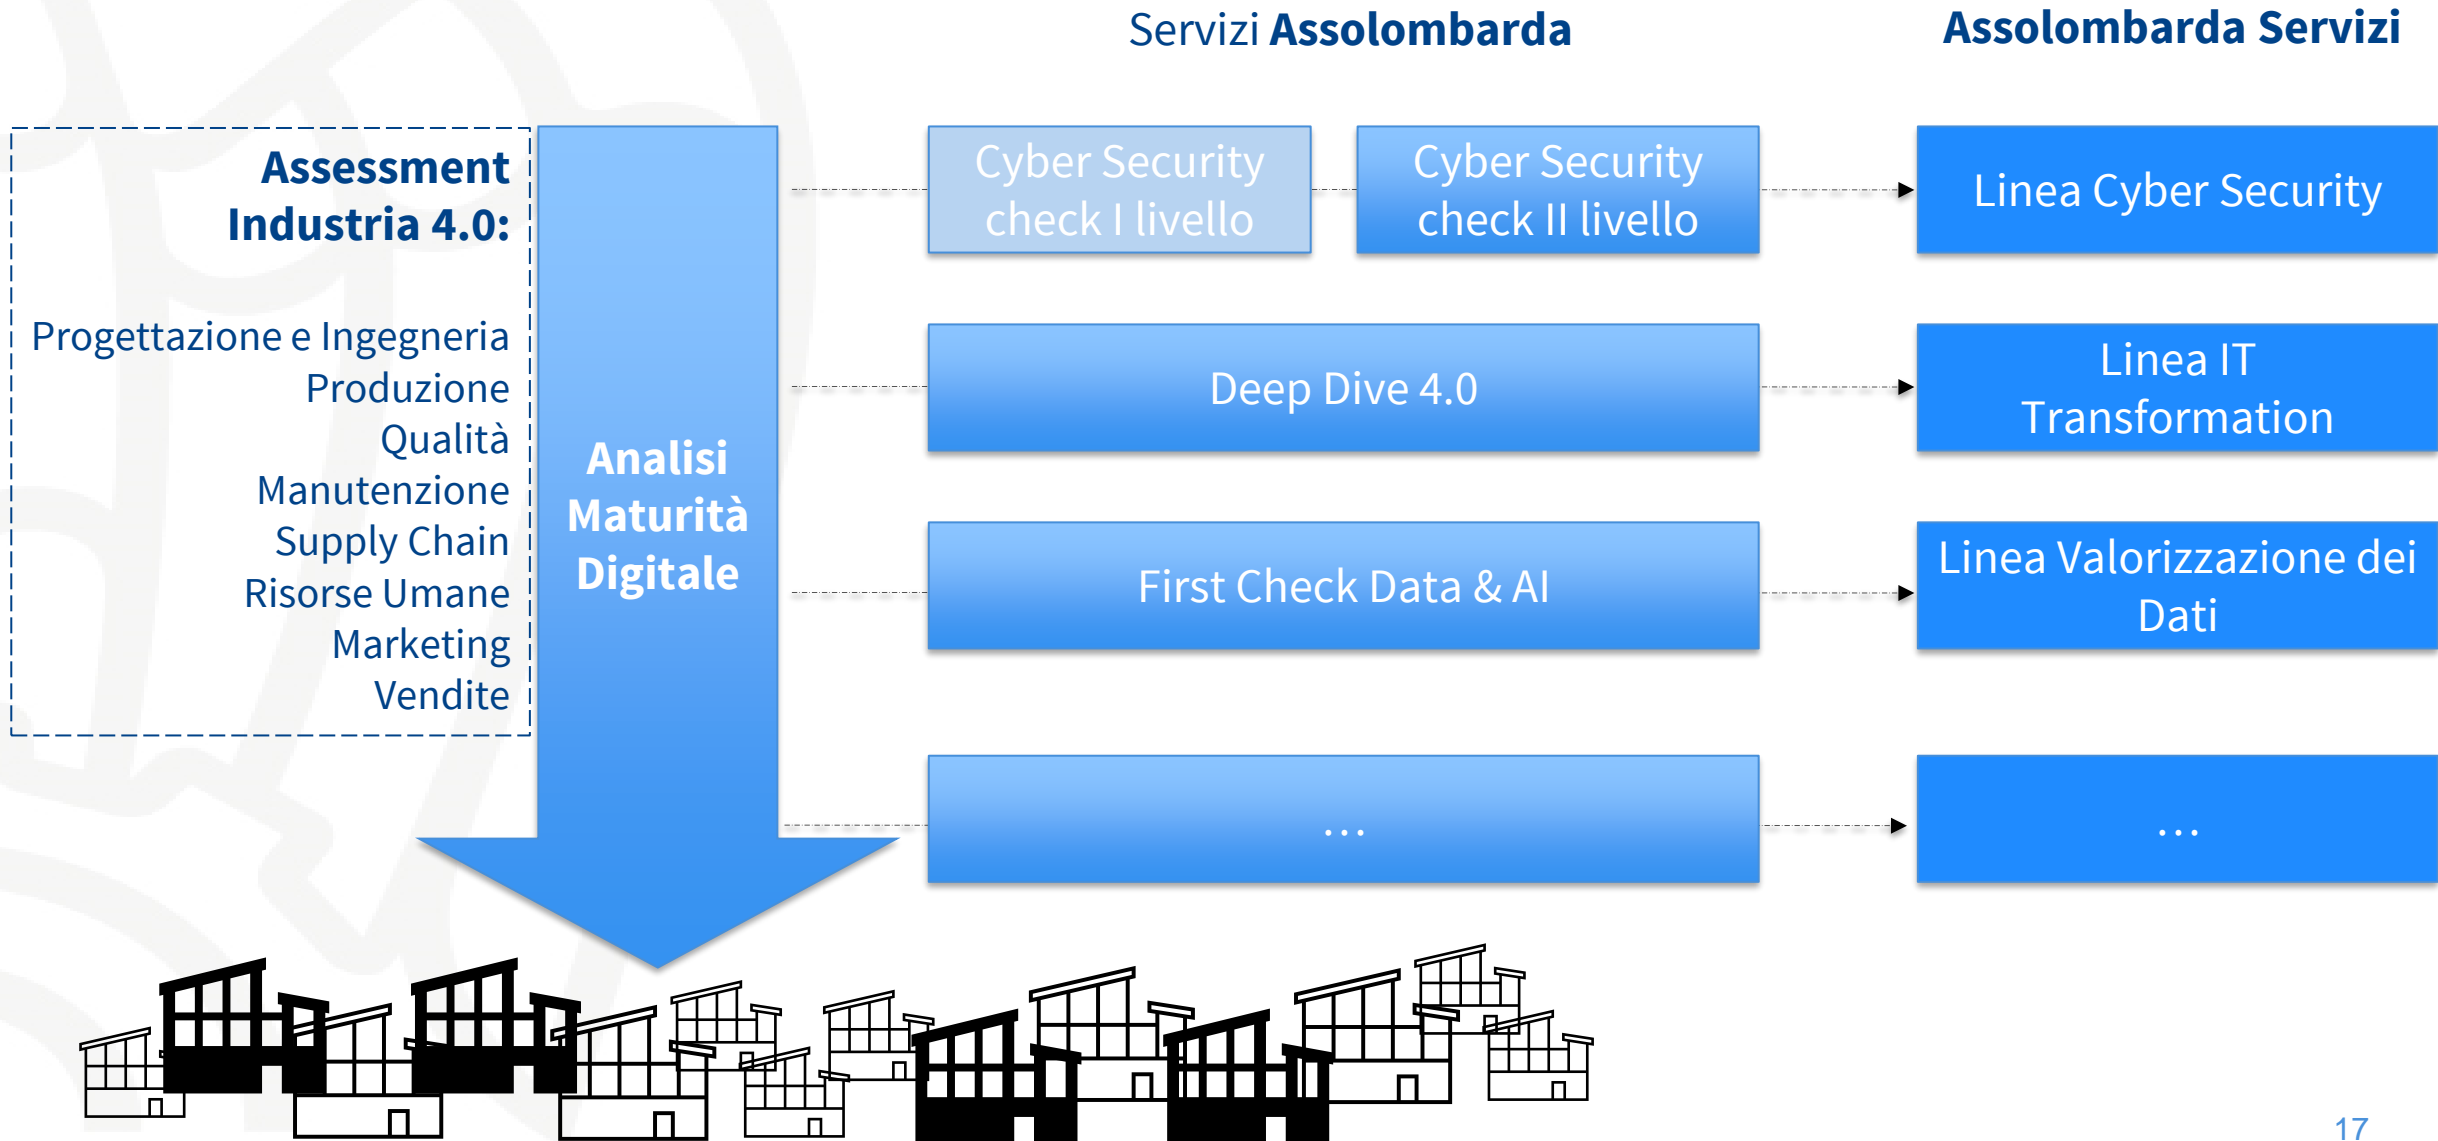 Servizi Assolombarda
Assolombarda Servizi
Assessment
Industria 4.0:
Progettazione e Ingegneria
Produzione
Qualità
Manutenzione
Supply Chain
Risorse Umane
Marketing
Vendite
Analisi
Maturità
Digitale
Cyber Security
check I livello
Cyber Security
check II livello
Linea Cyber Security
Deep Dive 4.0
Linea IT
Transformation
First Check Data & AI
Linea Valorizzazione dei
Dati
...
...
17